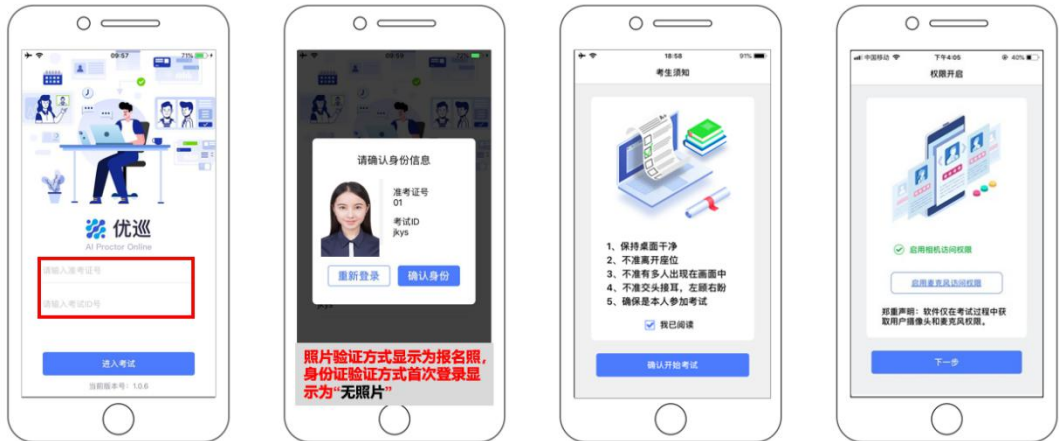 09:57
71%
优巡
AI Proctor Online
请输入准考证号
请输入考试ID号
进入考试
当前版本号：1.0.6
请确认身份信息
准考证号
01
考试ID
jkys
重新登录
确认身份
照片验证方式显示为报名照，
身份证验证方式首次登录显
示为“无照片”
18:58
91%
考生须知
1、保持桌面干净
2、不准离开座位
3、不准有多人出现在画面中
4、不准交头接耳，左顾右盼
5、确保是本人参加考试
我已阅读
确认开始考试
中国移动
下午4:05
40%
权限开启
启用相机访问权限
启用麦克风访问权限
郑重声明：软件仅在考试过程中获
取用户摄像头和麦克风权限。
下一步